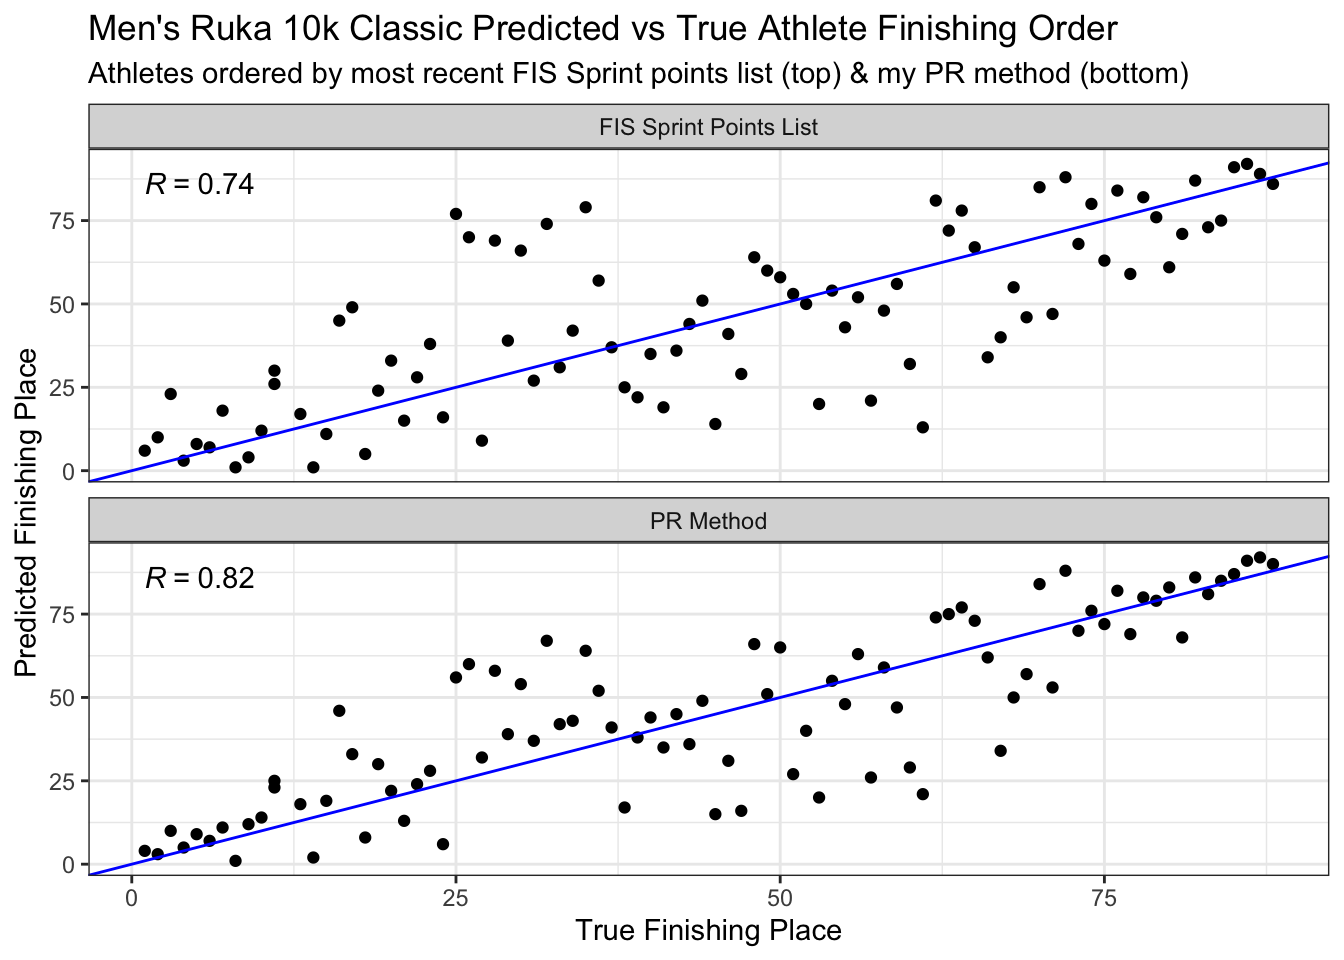 Men's Ruka 10k Classic Predicted vs True Athlete Finishing Order
Athletes ordered by most recent FIS Sprint points list (top) & my PR method (bottom)
FIS Sprint Points List
R = 0.74
75
50
25
0
Predicted Finishing Place
PR Method
R = 0.82
75
50
25
0
0 25 50 75
True Finishing Place